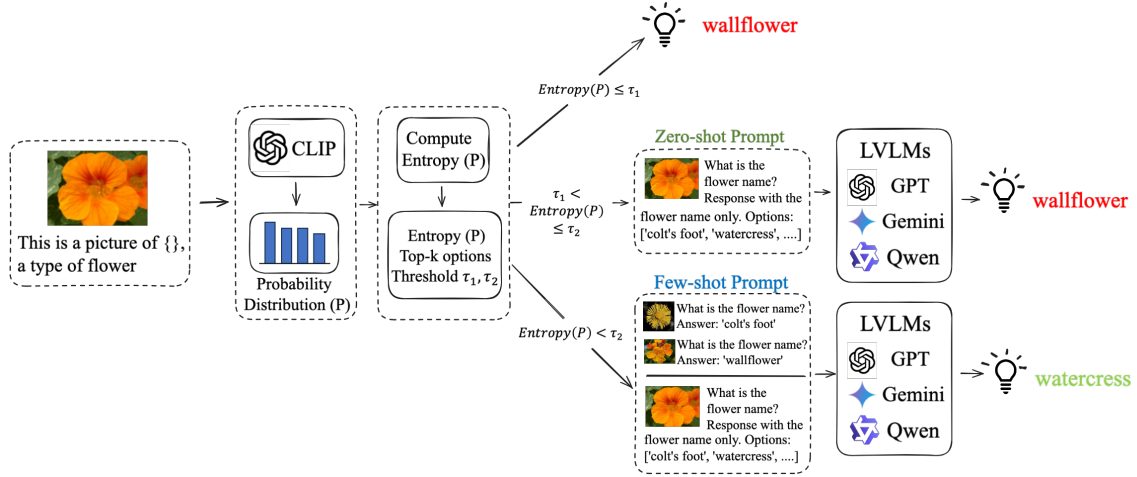 wallflower
Entropy(P) ≤ τ1
This is a picture of {},
a type of flower
CLIP
Probability
Distribution (P)
Compute
Entropy (P)
Entropy (P)
Top-k options
Threshold τ1, τ2
τ1 <
Entropy(P)
≤ τ2
Entropy(P) < τ2
Zero-shot Prompt
What is the
flower name?
Response with the
flower name only. Options:
['colt's foot', 'watercress', ....]
LVLMs
GPT
Gemini
Qwen
wallflower
Few-shot Prompt
What is the flower name?
Answer: 'colt's foot'
What is the flower name?
Answer: 'wallflower'
What is the
flower name?
Response with the
flower name only. Options:
['colt's foot', 'watercress', ....]
LVLMs
GPT
Gemini
Qwen
watercress